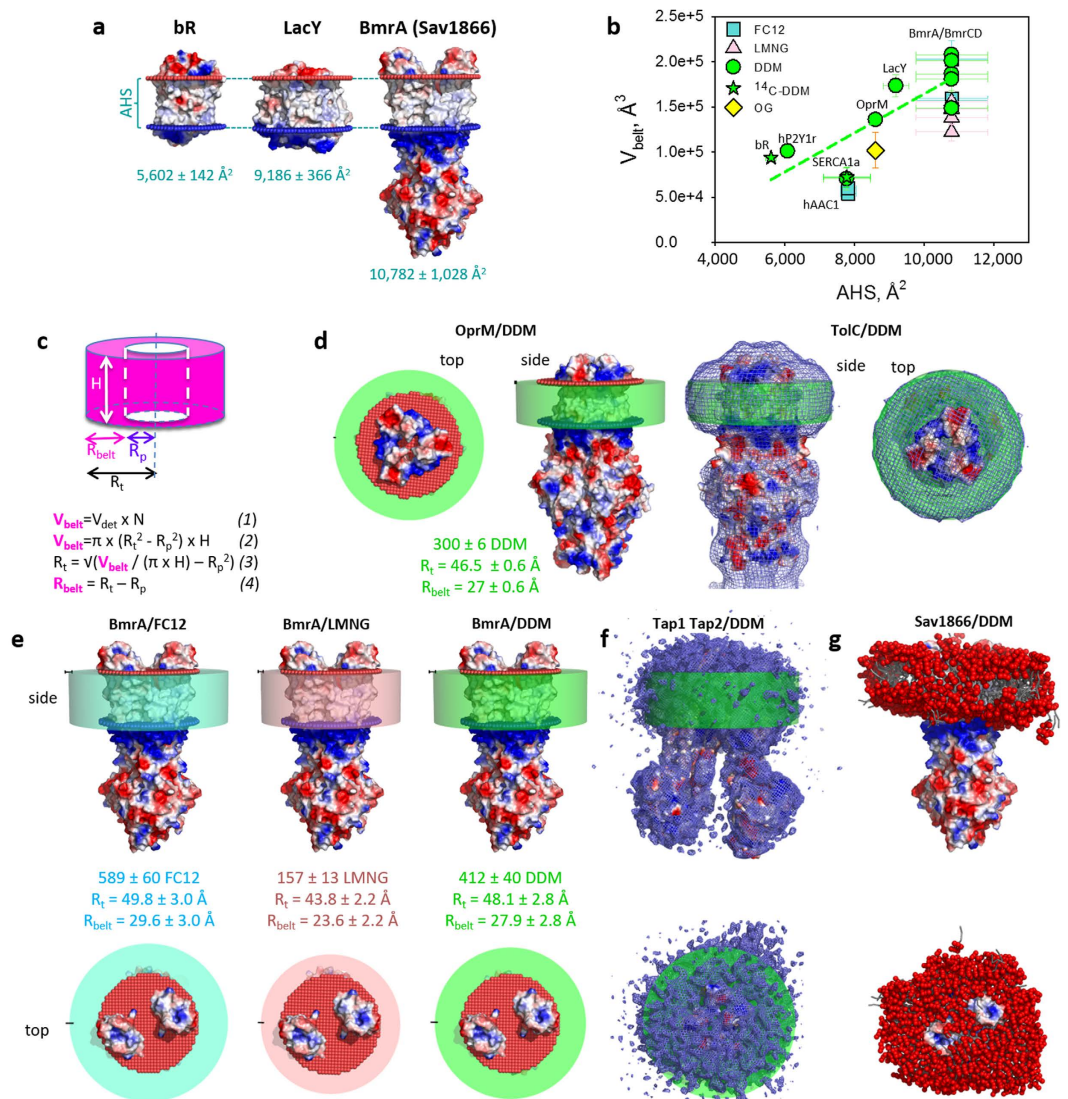 a
bR
LacY
BmrA (Sav1866)
AHS
5,602 ± 142 Å²
9,186 ± 366 Å²
10,782 ± 1,028 Å²
b
V_belt, Å³
2.5e+5
2.0e+5
1.5e+5
1.0e+5
5.0e+4
0.0
FC12
LMNG
DDM
¹⁴C-DDM
OG
BmrA/BmrCD
LacY
OprM
bR
hP2Y1r
SERCA1a
hAAC1
4,000
6,000
8,000
10,000
12,000
AHS, Å²
c
H
R_belt
R_p
R_t
V_belt=V_det x N (1)
V_belt=π x (R_t² - R_p²) x H (2)
R_t = √(V_belt / (π x H) – R_p²) (3)
R_belt = R_t – R_p (4)
d
OprM/DDM
top
side
300 ± 6 DDM
R_t = 46.5 ± 0.6 Å
R_belt = 27 ± 0.6 Å
TolC/DDM
side
top
e
BmrA/FC12
BmrA/LMNG
BmrA/DDM
side
589 ± 60 FC12
R_t = 49.8 ± 3.0 Å
R_belt = 29.6 ± 3.0 Å
157 ± 13 LMNG
R_t = 43.8 ± 2.2 Å
R_belt = 23.6 ± 2.2 Å
412 ± 40 DDM
R_t = 48.1 ± 2.8 Å
R_belt = 27.9 ± 2.8 Å
top
f
Tap1 Tap2/DDM
g
Sav1866/DDM